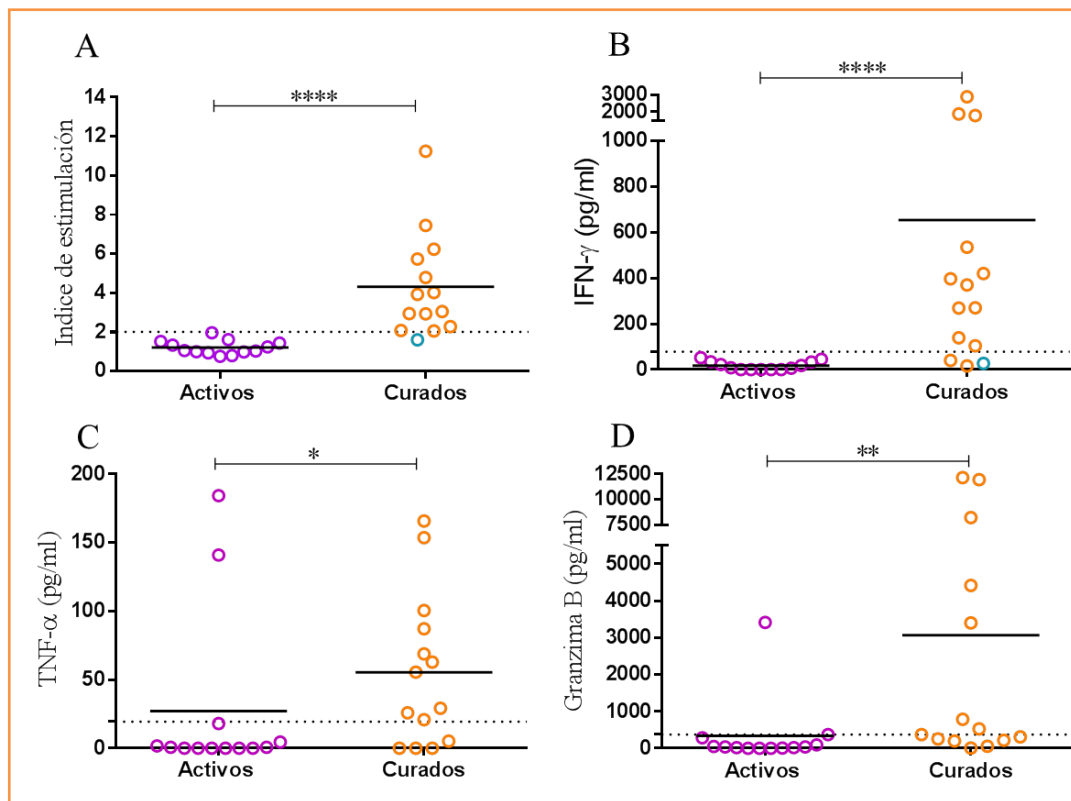 A
****
Indice de estimulación
14
12
10
8
6
4
2
0
Activos
Curados
B
****
IFN-γ (pg/ml)
3000
2000
1000
800
600
400
200
0
Activos
Curados
C
*
TNF-α (pg/ml)
200
150
100
50
0
Activos
Curados
D
**
Granzima B (pg/ml)
12500
10000
7500
5000
4000
3000
2000
1000
0
Activos
Curados